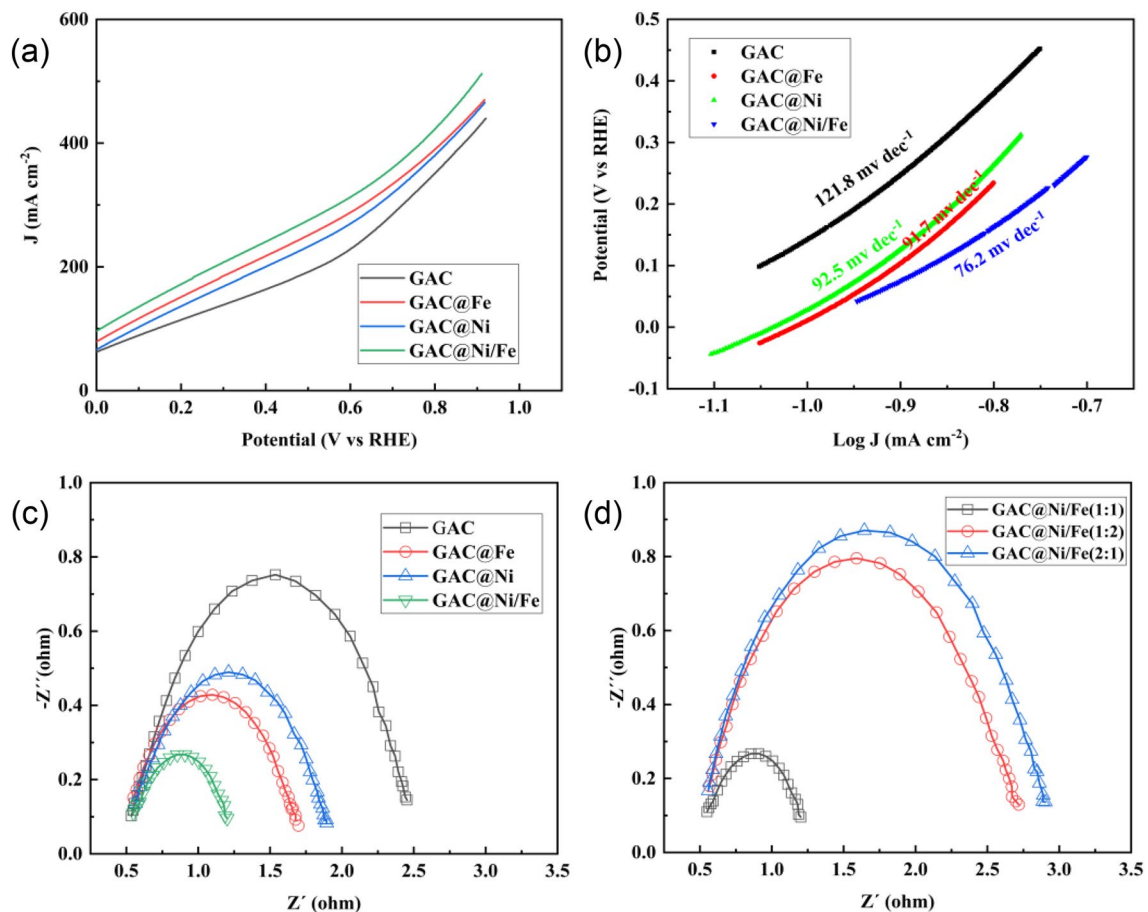 (a)
600
400
200
0
J (mA cm-2)
0.0 0.2 0.4 0.6 0.8 1.0
Potential (V vs RHE)
GAC
GAC@Fe
GAC@Ni
GAC@Ni/Fe
(b)
0.5
0.4
0.3
0.2
0.1
0.0
-0.1
Potential (V vs RHE)
GAC
GAC@Fe
GAC@Ni
GAC@Ni/Fe
121.8 mv dec-1
92.5 mv dec-1
91.7 mv dec-1
76.2 mv dec-1
-1.1 -1.0 -0.9 -0.8 -0.7
Log J (mA cm-2)
(c)
1.0
0.8
0.6
0.4
0.2
0.0
-Z´´(ohm)
GAC
GAC@Fe
GAC@Ni
GAC@Ni/Fe
0.5 1.0 1.5 2.0 2.5 3.0 3.5
Z´ (ohm)
(d)
1.0
0.8
0.6
0.4
0.2
0.0
-Z´´(ohm)
GAC@Ni/Fe(1:1)
GAC@Ni/Fe(1:2)
GAC@Ni/Fe(2:1)
0.5 1.0 1.5 2.0 2.5 3.0 3.5
Z´ (ohm)